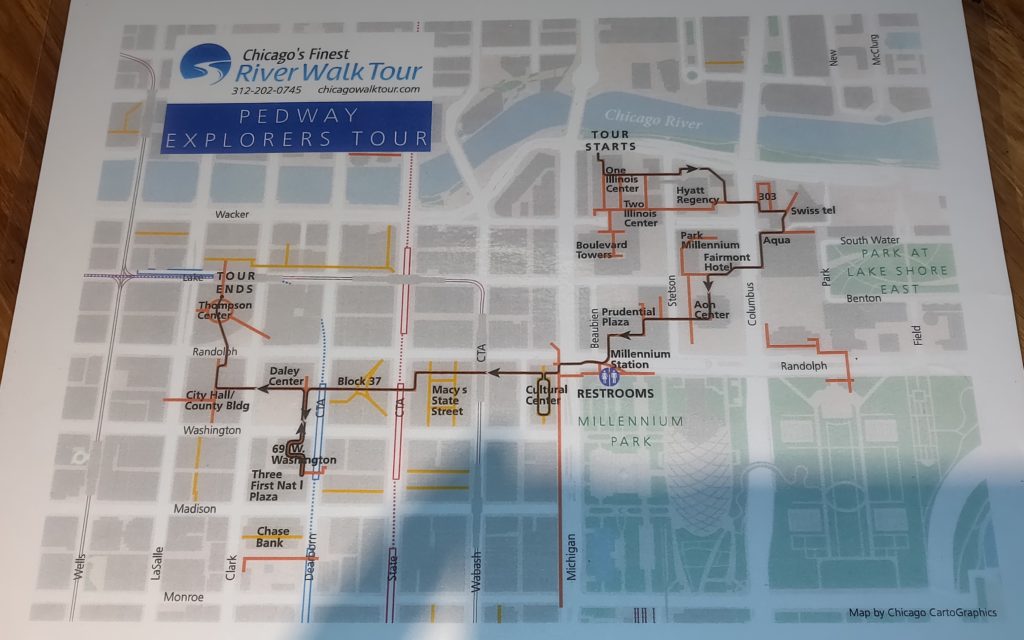 Chicago's Finest
River Walk Tour
312-202-0745 chicagowalktour.com
PEDWAY
EXPLORERS TOUR
New
McClurg
Chicago River
TOUR
STARTS
One
Illinois
Center
Hyatt
Regency
303
Two
Illinois
Center
Swiss tel
Wacker
Boulevard
Towers
Park
Millennium
Aqua
South Water
Fairmont
Hotel
PARK AT
LAKE SHORE
EAST
Park
Benton
Lake
TOUR
ENDS
Thompson
Center
Stetson
Columbus
Aon
Center
Prudential
Plaza
Beaubien
Field
Randolph
CTA
Millennium
Station
Randolph
Daley
Center
Block 37
City Hall/
County Bldg
CTA
CTA
Macy's
State
Street
Cultural
Center
RESTROOMS
MILLENNIUM
PARK
Washington
69 W.
Washington
Three
First Nat l
Plaza
Madison
Chase
Bank
Wells
LaSalle
Clark
Dearborn
State
Wabash
Michigan
Monroe
Map by Chicago CartoGraphics